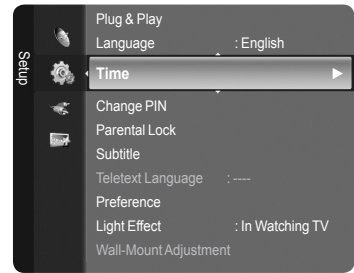 Setup
Plug & Play
Language : English
Time
Change PIN
Parental Lock
Subtitle
Teletext Language : ----
Preference
Light Effect : In Watching TV
Wall-Mount Adjustment